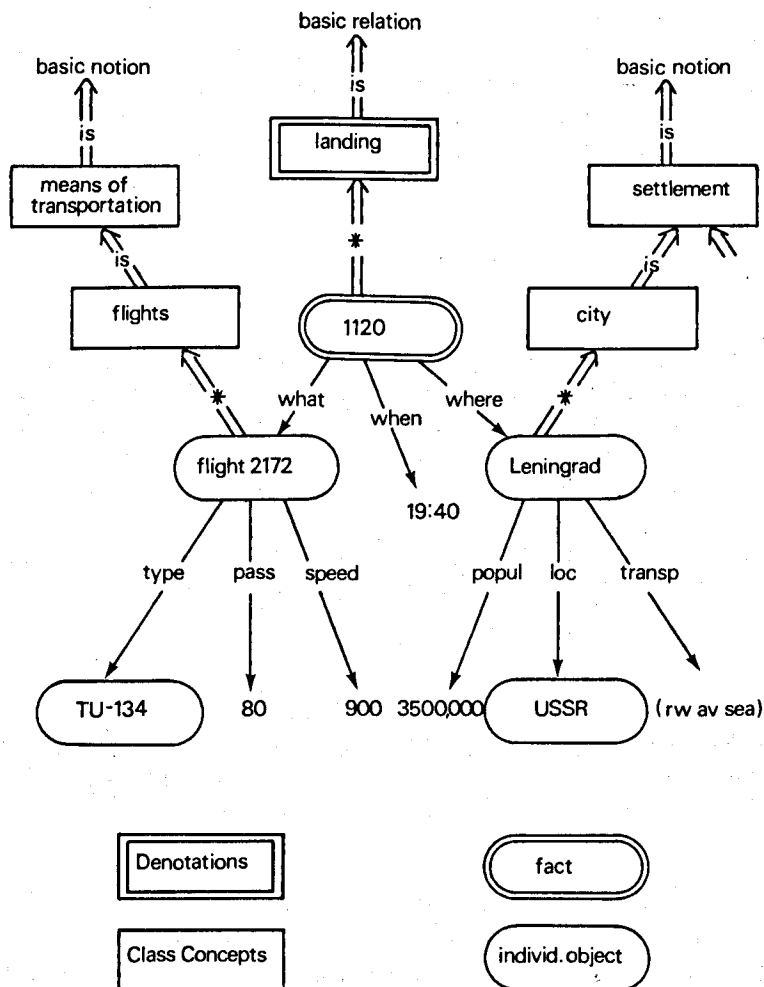 basic relation
basic notion
basic notion
is
is
is
landing
means of
transportation
settlement
*
is
is
flights
1120
city
*
what
when
where
*
flight 2172
Leningrad
19:40
type
pass
speed
popul
loc
transp
TU-134
80
900
3500,000
USSR
(rw av sea)
Denotations
fact
Class Concepts
individ. object